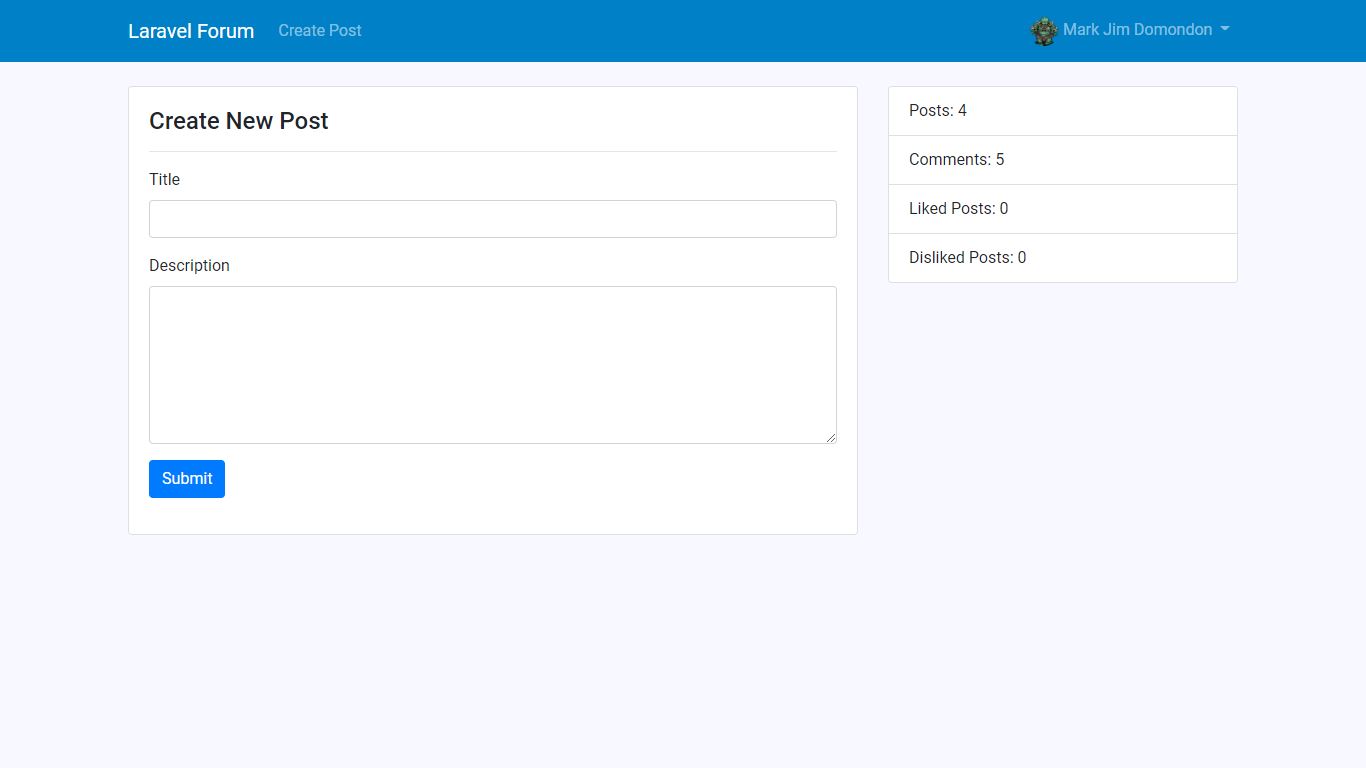 Laravel Forum Create Post Mark Jim Domondon
Create New Post
Title
Description
Submit
Posts: 4
Comments: 5
Liked Posts: 0
Disliked Posts: 0